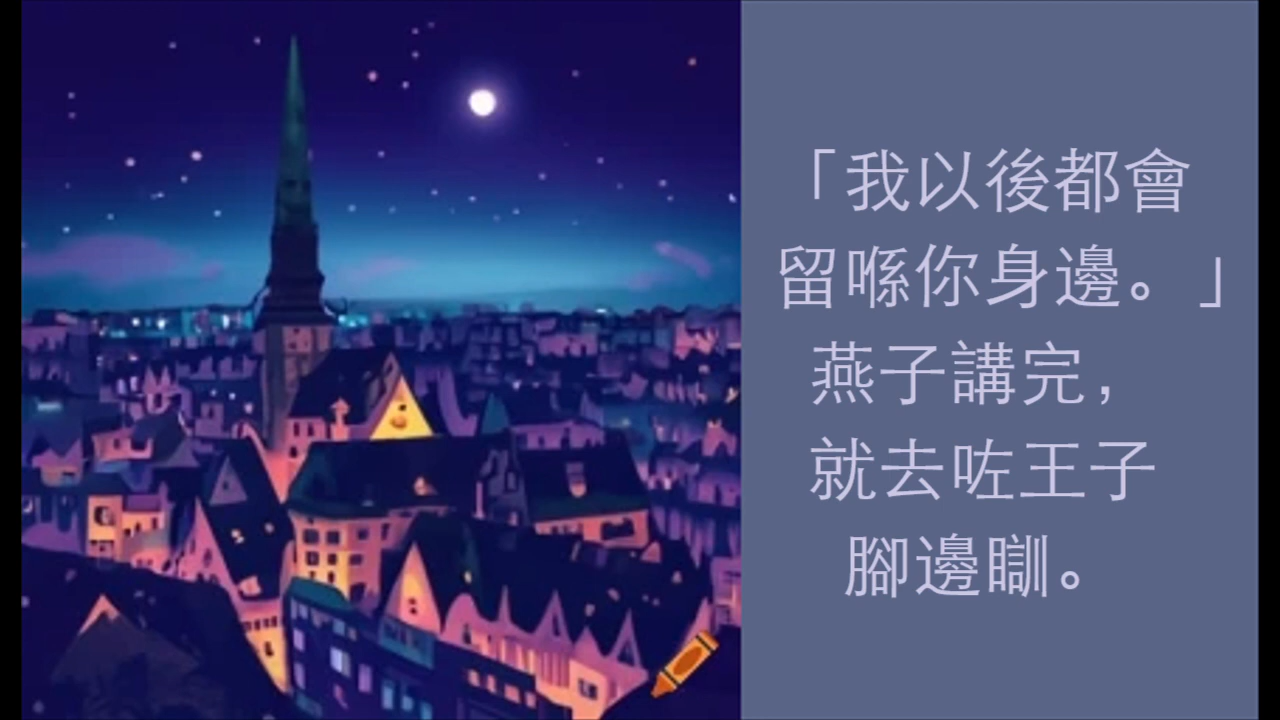 「我以後都會
留喺你身邊。」
燕子講完，
就去咗王子
腳邊瞓。